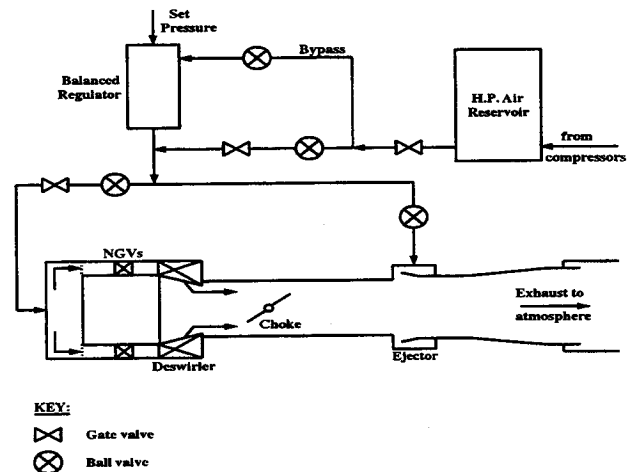 Set
Pressure
Balanced
Regulator
Bypass
H.P. Air
Reservoir
from
compressors
NGVs
Choke
Deswirler
Ejector
Exhaust to
atmosphere
KEY:
Gate valve
Ball valve